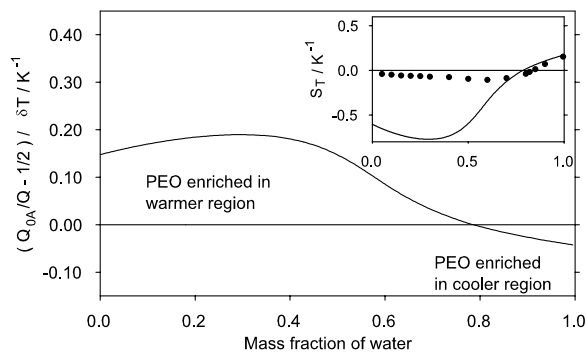 0.40
0.30
0.20
0.10
0.00
-0.10
( Q0A/Q - 1/2 ) / δT / K-1
0.0
0.2
0.4
0.6
0.8
1.0
Mass fraction of water
PEO enriched in
warmer region
PEO enriched
in cooler region
0.5
0.0
-0.5
ST / K-1
0.0
0.5
1.0